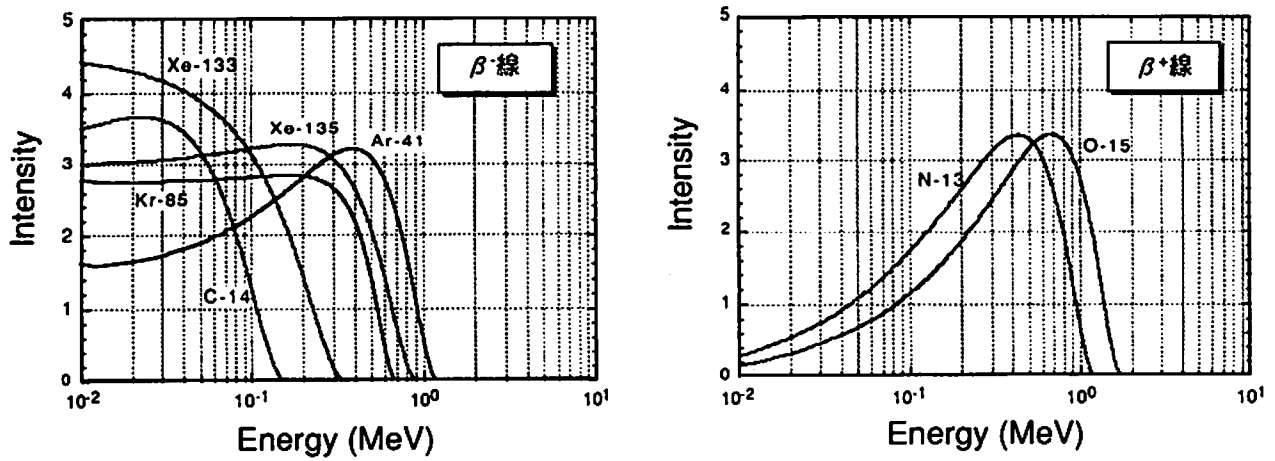 5
4
3
2
1
0
Intensity
Xe-133
Xe-135
Ar-41
Kr-85
C-14
β⁻線
10⁻² 10⁻¹ 10⁰ 10¹
Energy (MeV)
5
4
3
2
1
0
Intensity
N-13
O-15
β⁺線
10⁻² 10⁻¹ 10⁰ 10¹
Energy (MeV)